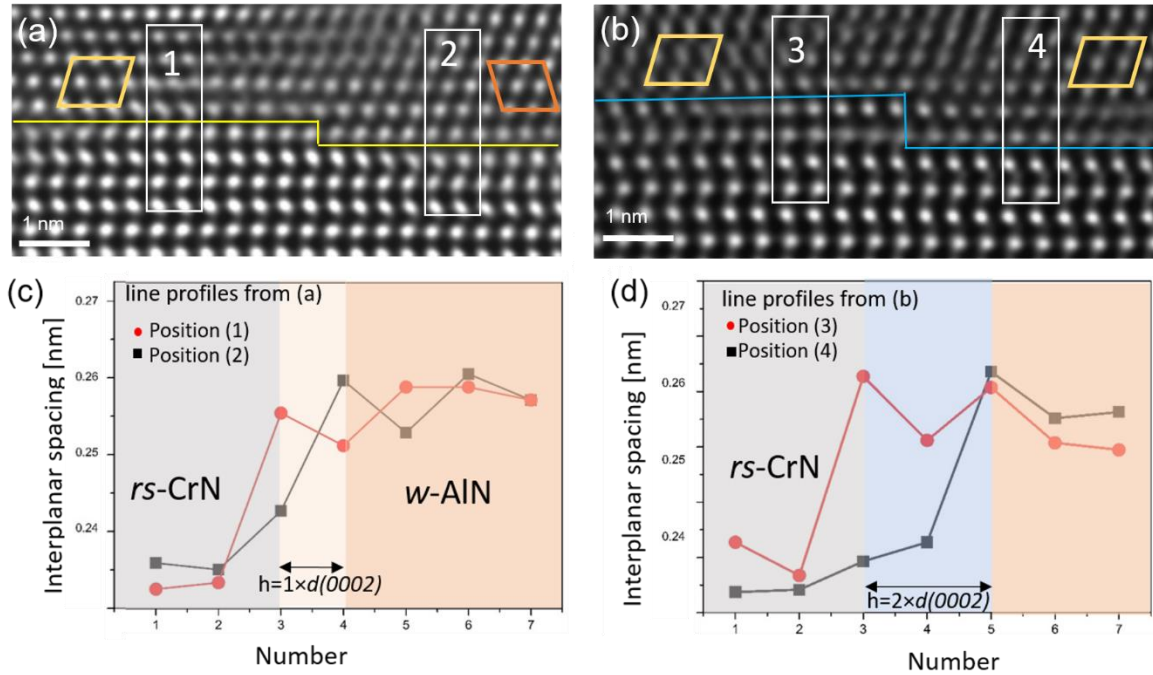 (a)
1
2
1 nm
(b)
3
4
1 nm
(c)
line profiles from (a)
Position (1)
Position (2)
rs-CrN
w-AlN
h=1×d(0002)
0.27
0.26
0.25
0.24
Interplanar spacing [nm]
1 2 3 4 5 6 7
Number
(d)
line profiles from (b)
Position (3)
Position (4)
rs-CrN
h=2×d(0002)
0.27
0.26
0.25
0.24
Interplanar spacing [nm]
1 2 3 4 5 6 7
Number